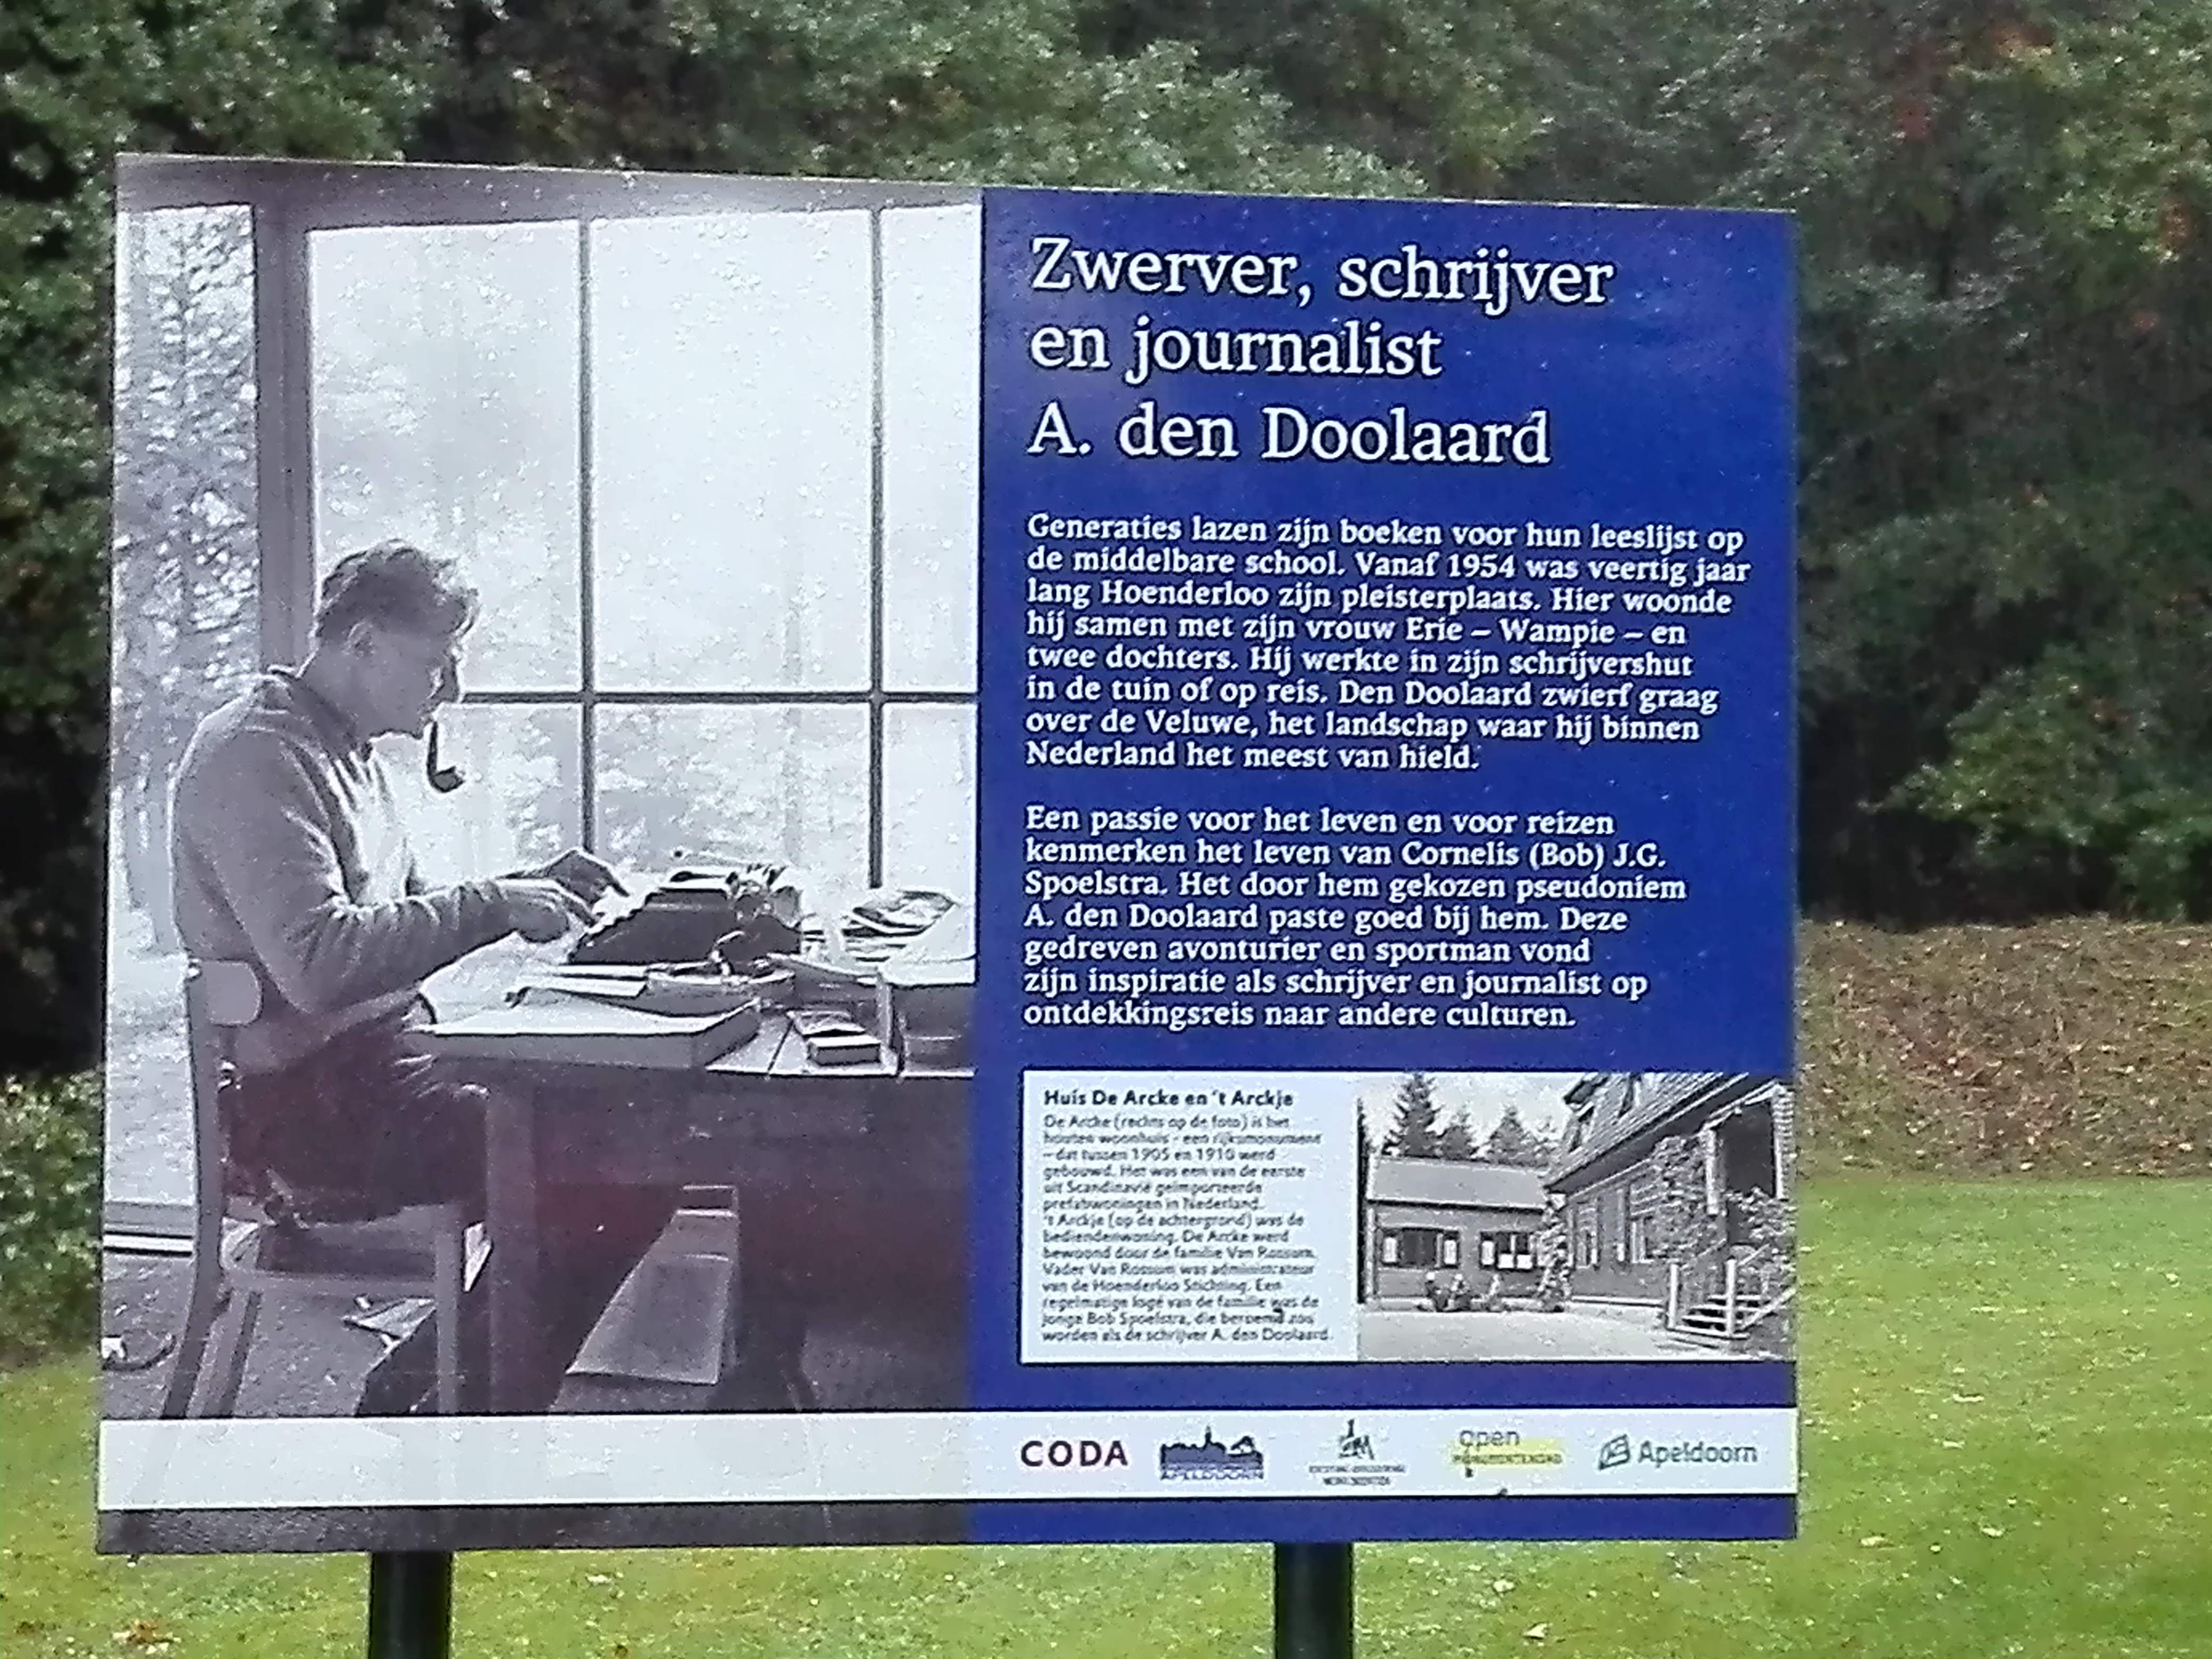 Zwerver, schrijver
en journalist
A. den Doolaard
Generaties lazen zijn boeken voor hun leeslijst op
de middelbare school. Vanaf 1954 was veertig jaar
lang Hoenderloo zijn pleisterplaats. Hier woonde
hij samen met zijn vrouw Erie – Wampie – en
twee dochters. Hij werkte in zijn schrijvershut
in de tuin of op reis. Den Doolaard zwierf graag
over de Veluwe, het landschap waar hij binnen
Nederland het meest van hield.
Een passie voor het leven en voor reizen
kenmerken het leven van Cornelis (Bob) J.G.
Spoelstra. Het door hem gekozen pseudoniem
A. den Doolaard paste goed bij hem. Deze
gedreven avonturier en sportman vond
zijn inspiratie als schrijver en journalist op
ontdekkingsreis naar andere culturen.
Huis De Arcke en 't Arckje
De Arcke (rechts op de foto) is het
houten woonhuis - een rijksmonument
– dat tussen 1905 en 1910 werd
gebouwd. Het was een van de eerste
uit Scandinavië geïmporteerde
prefabwoningen in Nederland.
't Arckje (op de achtergrond) was de
bediendenwoning. De Arcke werd
bewoond door de familie Van Rossum.
Vader Van Rossum was administrateur
van de Hoenderloo Stichting. Een
regelmatige logé van de familie was de
jonge Bob Spoelstra, die beroemd zou
worden als de schrijver A. den Doolaard.
CODA
APELDOORN
open
MONUMENTENDAG
Apeldoorn